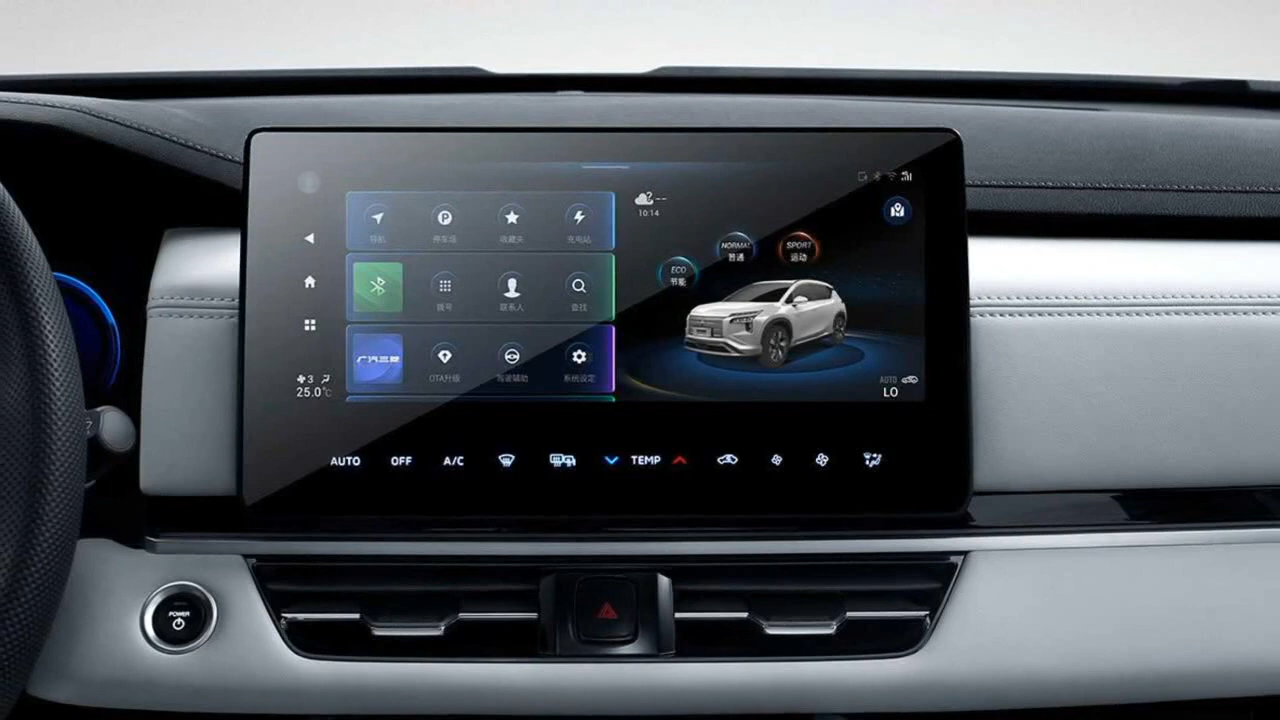 10:14
导航
停车场
收藏夹
充电站
NORMAL
普通
SPORT
运动
ECO
节能
拨号
联系人
查找
广汽三菱
OTA升级
驾驶辅助
系统设定
3
25.0°C
AUTO
LO
AUTO
OFF
A/C
TEMP
POWER